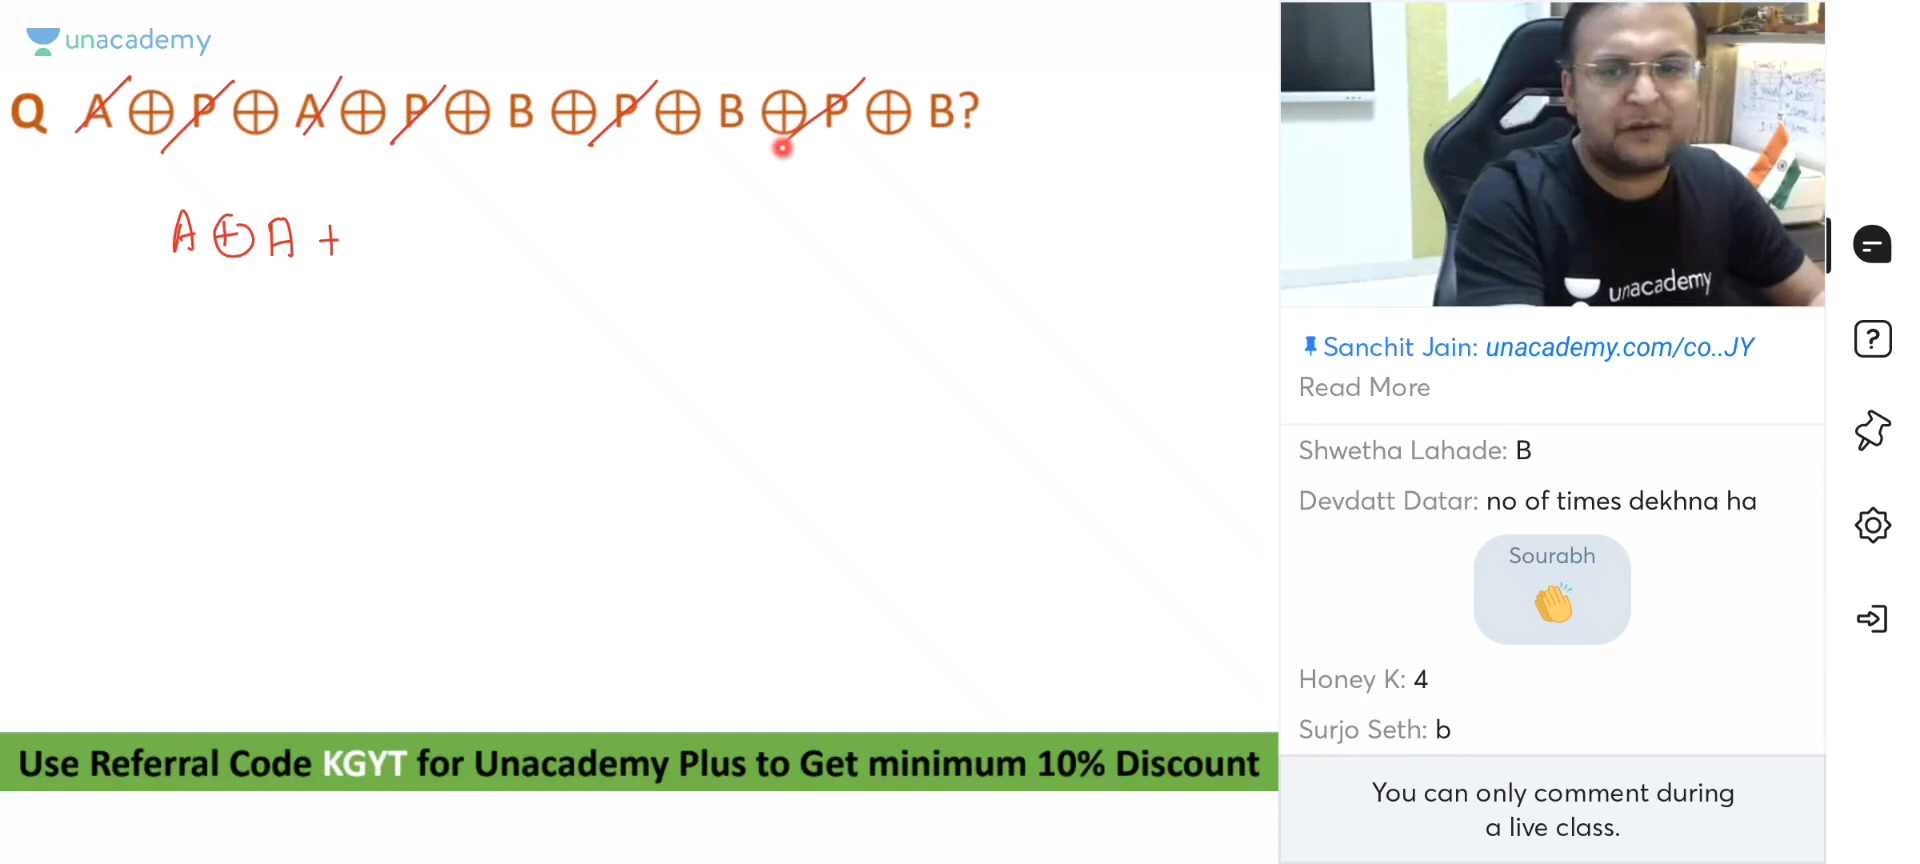 unacademy
Q A ⊕ P ⊕ A ⊕ P ⊕ B ⊕ P ⊕ B ⊕ P ⊕ B?
A ⊕ A +
Use Referral Code KGYT for Unacademy Plus to Get minimum 10% Discount
unacademy
Sanchit Jain: unacademy.com/co..JY
Read More
Shwetha Lahade: B
Devdatt Datar: no of times dekhna ha
Sourabh
👏
Honey K: 4
Surjo Seth: b
You can only comment during
a live class.
?